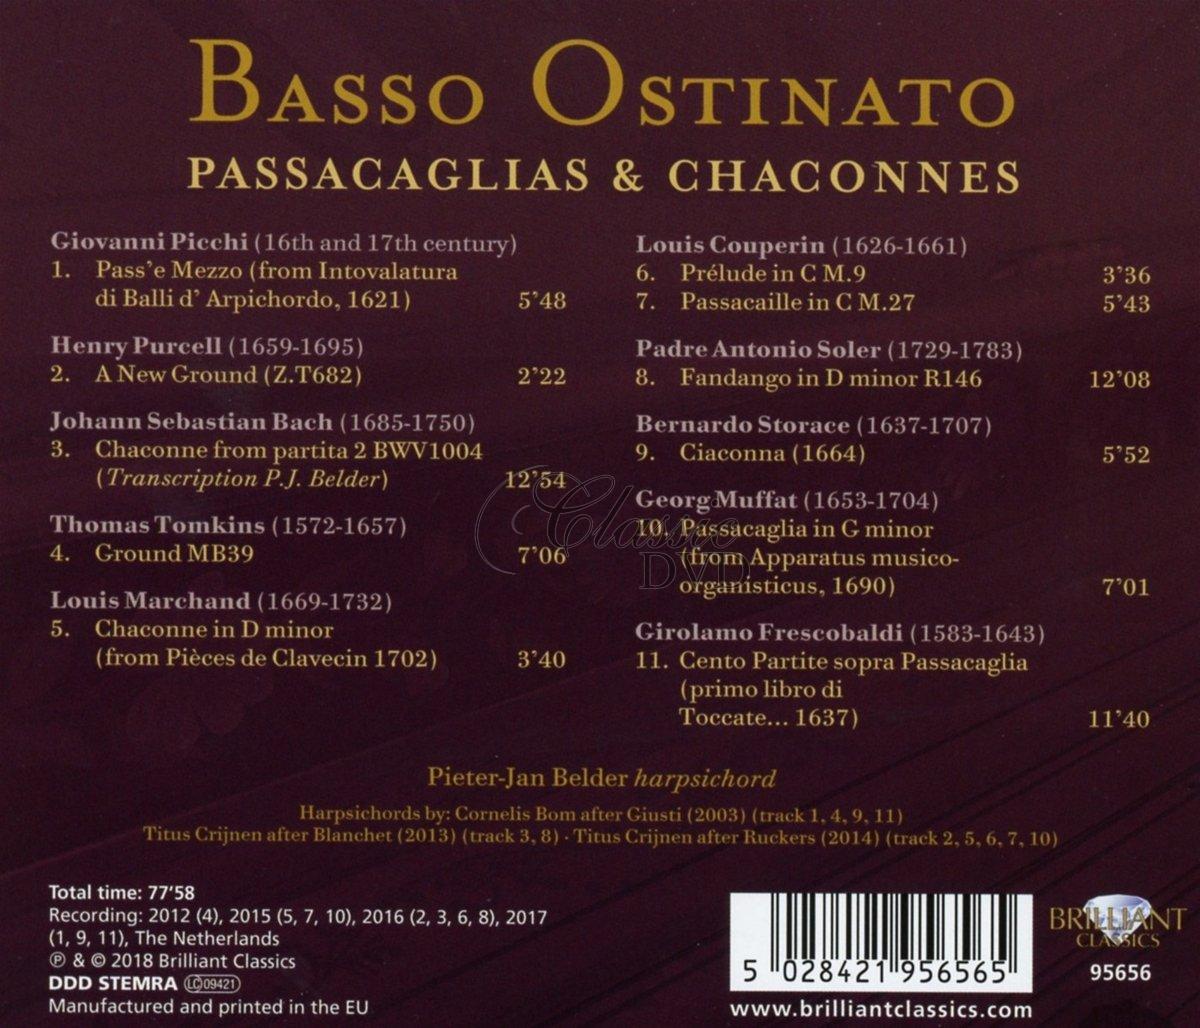 BASSO OSTINATO
PASSACAGLIAS & CHACONNES
Giovanni Picchi (16th and 17th century)
1. Pass'e Mezzo (from Intovalatura
di Balli d' Arpichordo, 1621) 5'48
Henry Purcell (1659-1695)
2. A New Ground (Z.T682) 2'22
Johann Sebastian Bach (1685-1750)
3. Chaconne from partita 2 BWV1004
(Transcription P.J. Belder) 12'54
Thomas Tomkins (1572-1657)
4. Ground MB39 7'06
Louis Marchand (1669-1732)
5. Chaconne in D minor
(from Pièces de Clavecin 1702) 3'40
Louis Couperin (1626-1661)
6. Prélude in C M.9 3'36
7. Passacaille in C M.27 5'43
Padre Antonio Soler (1729-1783)
8. Fandango in D minor R146 12'08
Bernardo Storace (1637-1707)
9. Ciaconna (1664) 5'52
Georg Muffat (1653-1704)
10. Passacaglia in G minor
(from Apparatus musico-
organisticus, 1690) 7'01
Girolamo Frescobaldi (1583-1643)
11. Cento Partite sopra Passacaglia
(primo libro di
Toccate... 1637) 11'40
Classic
DVD
Pieter-Jan Belder harpsichord
Harpsichords by: Cornelis Bom after Giusti (2003) (track 1, 4, 9, 11)
Titus Crijnen after Blanchet (2013) (track 3, 8) · Titus Crijnen after Ruckers (2014) (track 2, 5, 6, 7, 10)
Total time: 77'58
Recording: 2012 (4), 2015 (5, 7, 10), 2016 (2, 3, 6, 8), 2017
(1, 9, 11), The Netherlands
℗ & © 2018 Brilliant Classics
DDD STEMRA LC 09421
Manufactured and printed in the EU
5 028421 956565
www.brilliantclassics.com
BRILLIANT
CLASSICS
95656